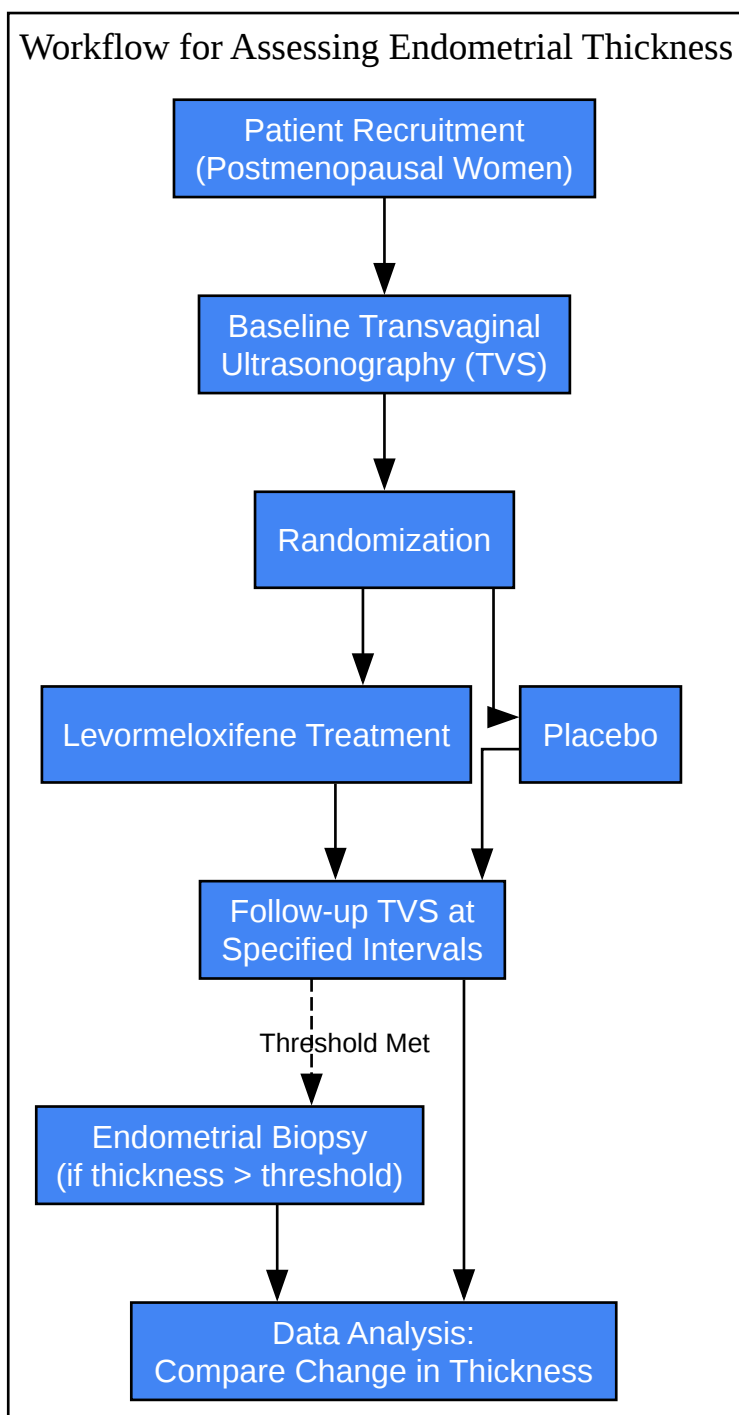 Workflow for Assessing Endometrial Thickness
Patient Recruitment
(Postmenopausal Women)
Baseline Transvaginal
Ultrasonography (TVS)
Randomization
Levormeloxifene Treatment
Placebo
Follow-up TVS at
Specified Intervals
Threshold Met
Endometrial Biopsy
(if thickness > threshold)
Data Analysis:
Compare Change in Thickness